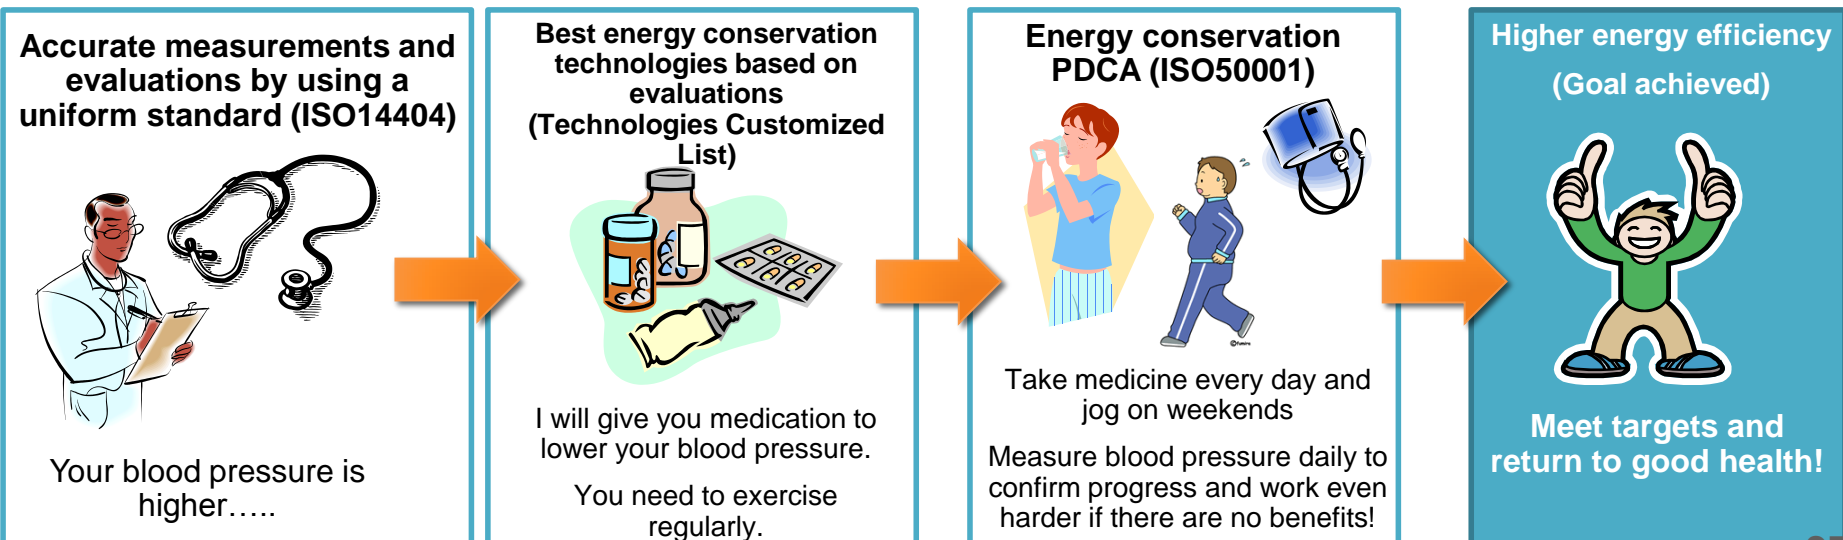 Accurate measurements and
evaluations by using a
uniform standard (ISO14404)
Your blood pressure is
higher…..
Best energy conservation
technologies based on
evaluations
(Technologies Customized
List)
I will give you medication to
lower your blood pressure.
You need to exercise
regularly.
Energy conservation
PDCA (ISO50001)
©fumira
Take medicine every day and
jog on weekends
Measure blood pressure daily to
confirm progress and work even
harder if there are no benefits!
Higher energy efficiency
(Goal achieved)
Meet targets and
return to good health!